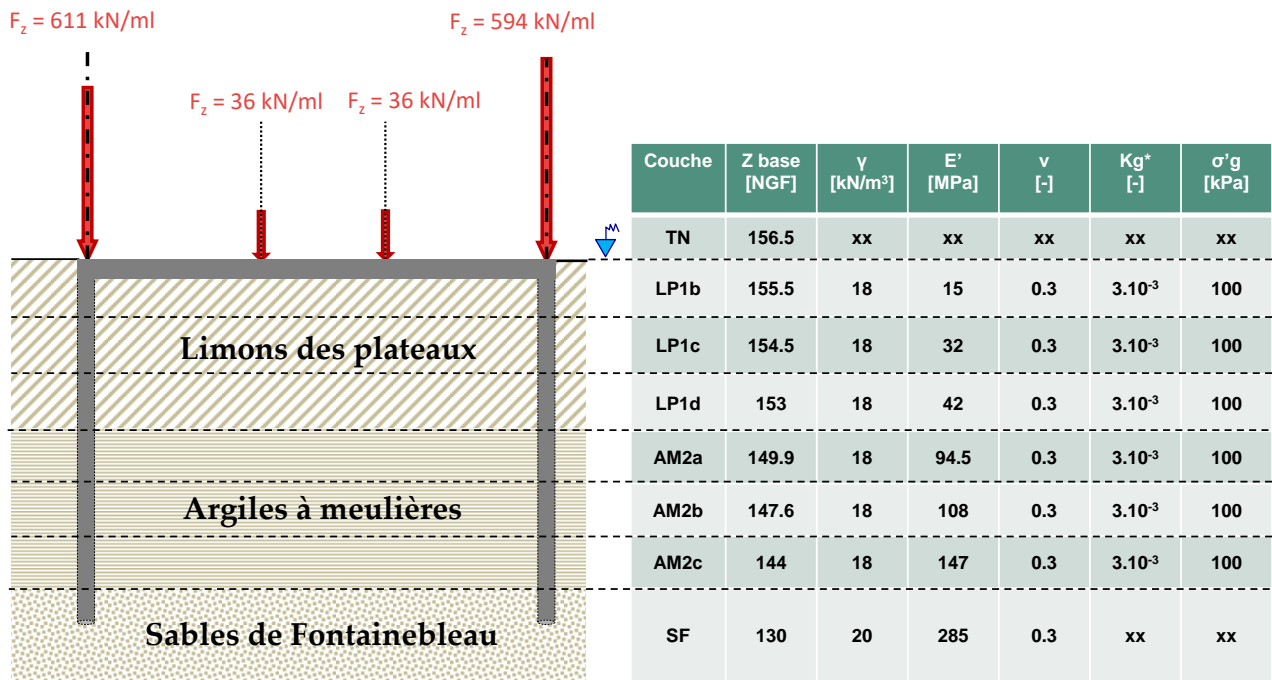 F_z = 611 kN/ml
F_z = 594 kN/ml
F_z = 36 kN/ml F_z = 36 kN/ml
Limons des plateaux
Argiles à meulières
Sables de Fontainebleau
Couche Z base [NGF] γ [kN/m³] E' [MPa] ν [-] Kg* [-] σ'g [kPa]
TN 156.5 xx xx xx xx xx
LP1b 155.5 18 15 0.3 3.10⁻³ 100
LP1c 154.5 18 32 0.3 3.10⁻³ 100
LP1d 153 18 42 0.3 3.10⁻³ 100
AM2a 149.9 18 94.5 0.3 3.10⁻³ 100
AM2b 147.6 18 108 0.3 3.10⁻³ 100
AM2c 144 18 147 0.3 3.10⁻³ 100
SF 130 20 285 0.3 xx xx